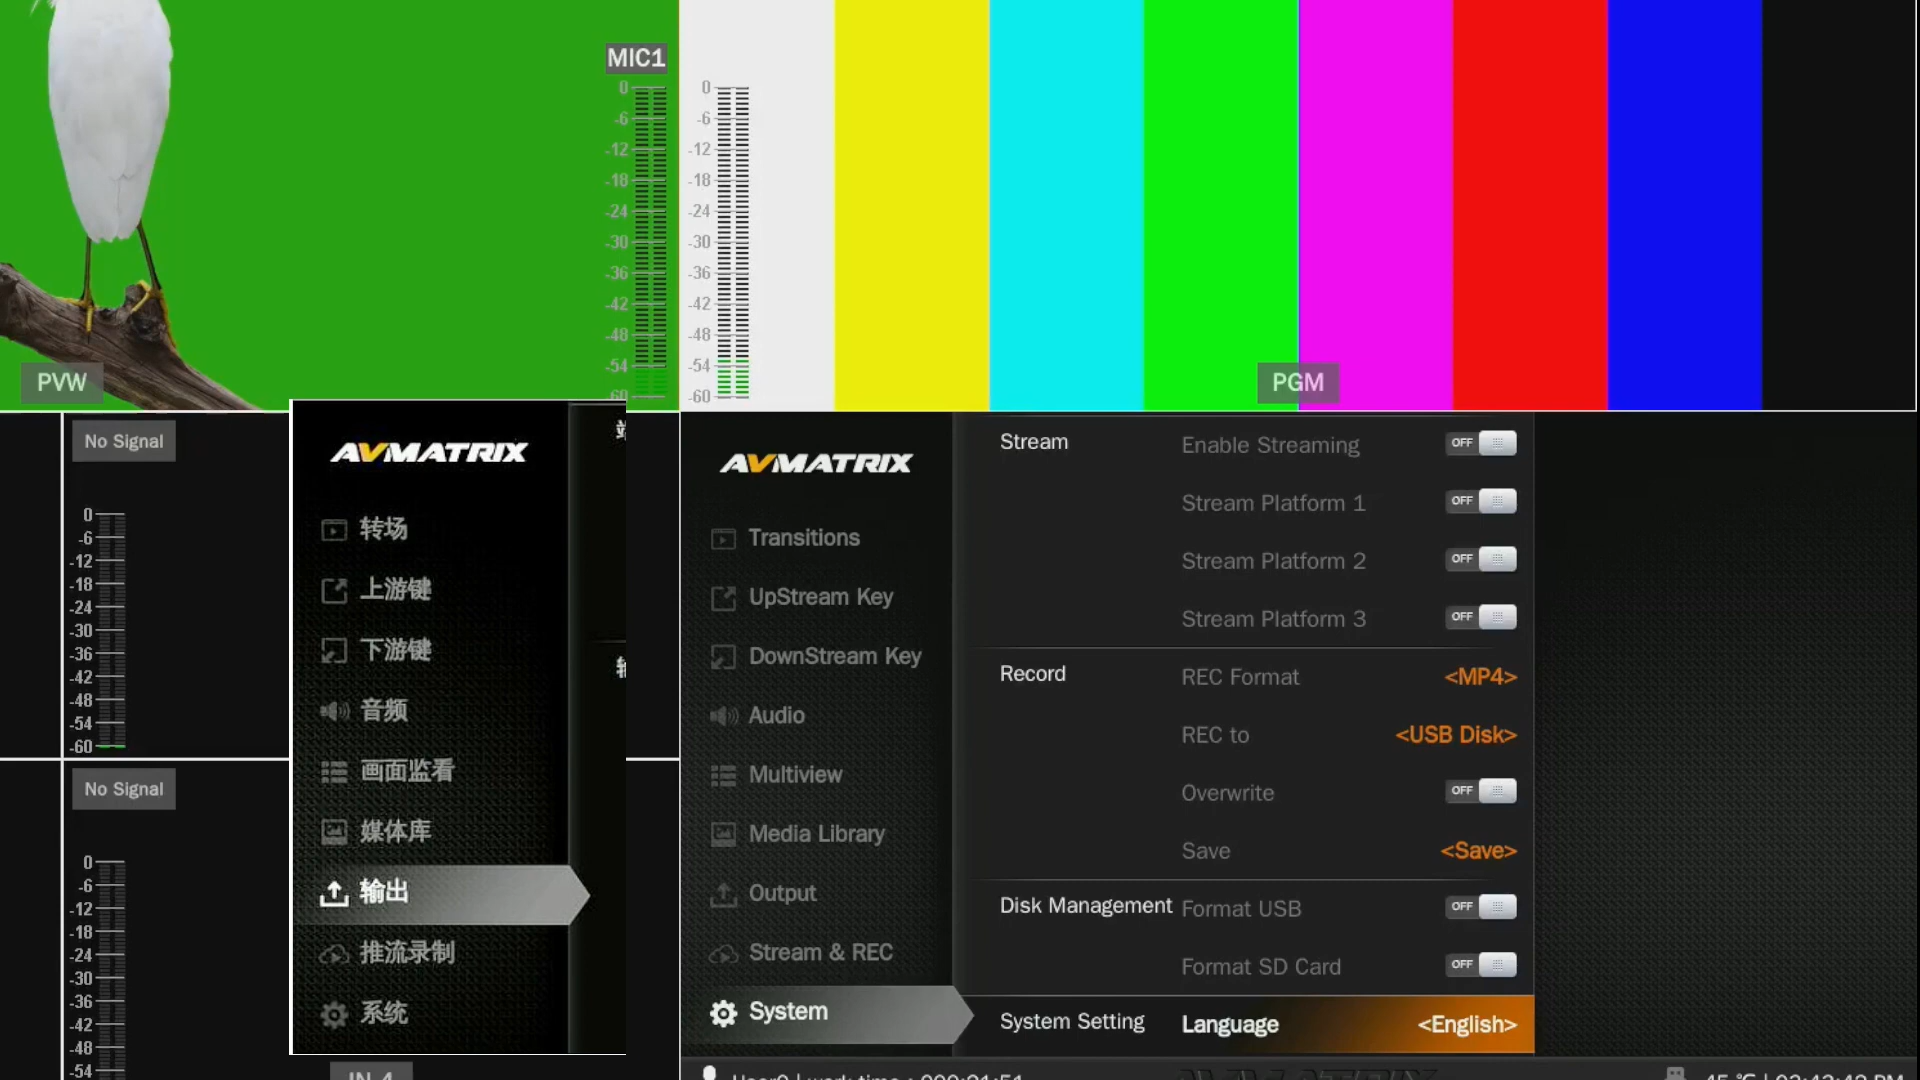 MIC1
0
-6
-12
-18
-24
-30
-36
-42
-48
-54
-60
0
-6
-12
-18
-24
-30
-36
-42
-48
-54
-60
PVW
PGM
No Signal
0
-6
-12
-18
-24
-30
-36
-42
-48
-54
-60
No Signal
0
-6
-12
-18
-24
-30
-36
-42
-48
-54
AVMATRIX
转场
上游键
下游键
音频
画面监看
媒体库
输出
推流录制
系统
IN 4
AVMATRIX
Transitions
UpStream Key
DownStream Key
Audio
Multiview
Media Library
Output
Stream & REC
System
Stream Enable Streaming OFF
Stream Platform 1 OFF
Stream Platform 2 OFF
Stream Platform 3 OFF
Record REC Format <MP4>
REC to <USB Disk>
Overwrite OFF
Save <Save>
Disk Management Format USB OFF
Format SD Card OFF
System Setting Language <English>